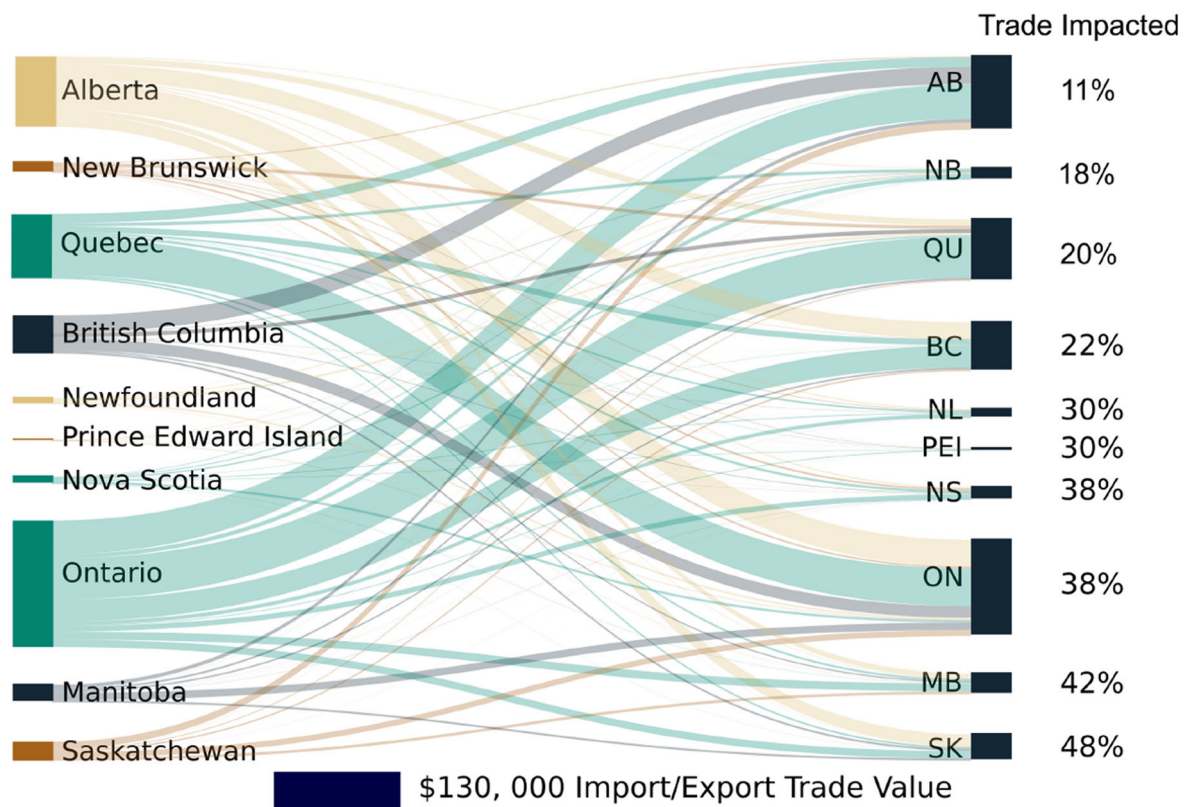 Trade Impacted
Alberta AB 11%
New Brunswick NB 18%
Quebec QU 20%
British Columbia BC 22%
Newfoundland NL 30%
Prince Edward Island PEI 30%
Nova Scotia NS 38%
Ontario ON 38%
Manitoba MB 42%
Saskatchewan SK 48%
$130, 000 Import/Export Trade Value